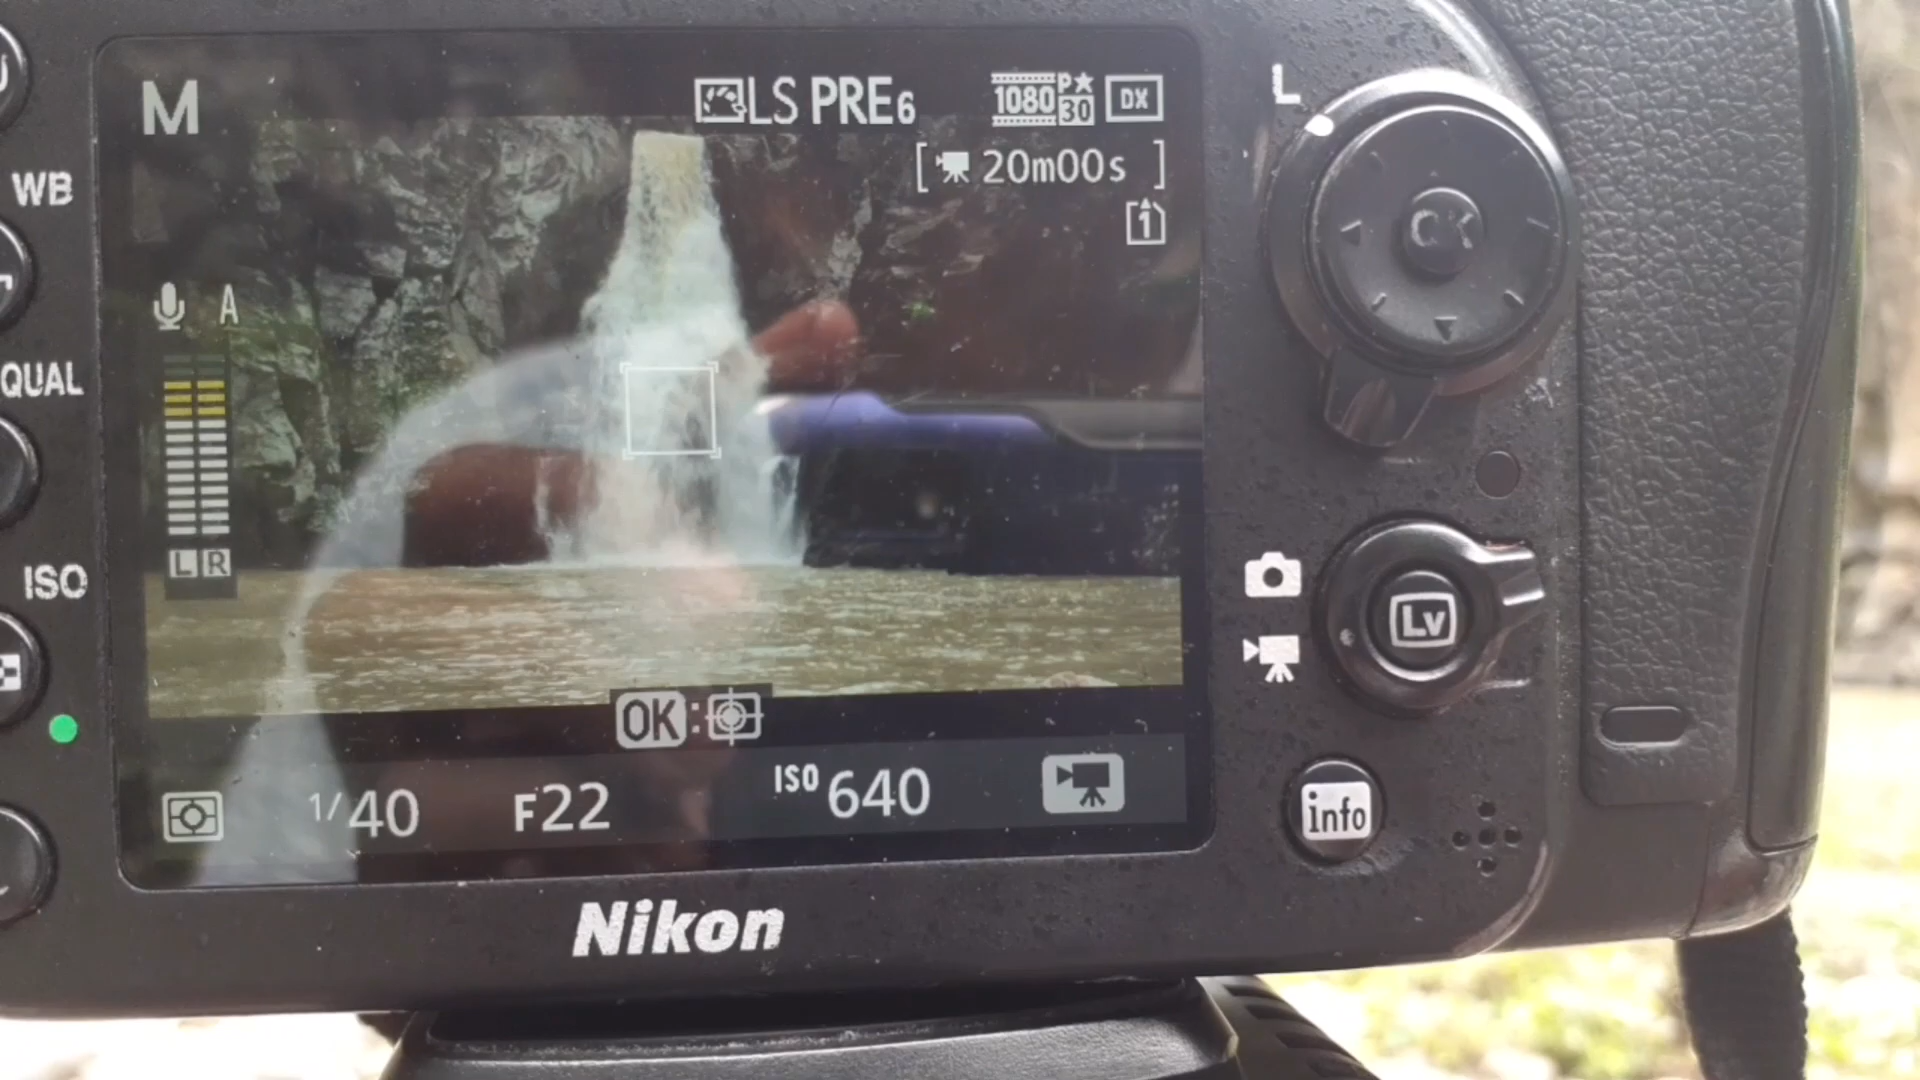 M
LS PRE6
1080 P★ 30 DX
[ 20m00s ]
1
L
OK
WB
A
QUAL
L R
ISO
Lv
OK:
1/40 F22 ISO 640
info
Nikon